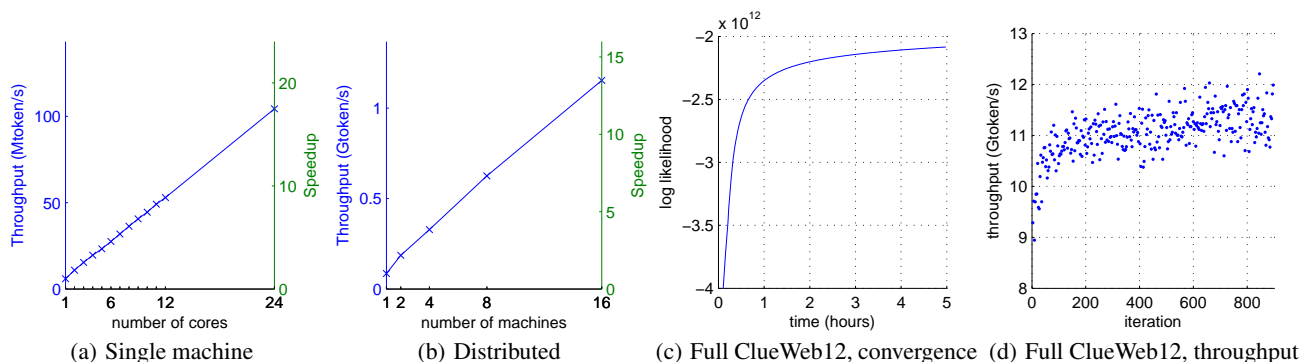 Throughput (Mtoken/s)
100
50
0
1
6
12
24
number of cores
20
10
0
Speedup
(a) Single machine
Throughput (Gtoken/s)
1
0.5
0
1
2
4
8
16
number of machines
15
10
5
0
Speedup
(b) Distributed
x 10^12
log likelihood
−2
−2.5
−3
−3.5
−4
0
1
2
3
4
5
time (hours)
(c) Full ClueWeb12, convergence
throughput (Gtoken/s)
13
12
11
10
9
8
0
200
400
600
800
iteration
(d) Full ClueWeb12, throughput